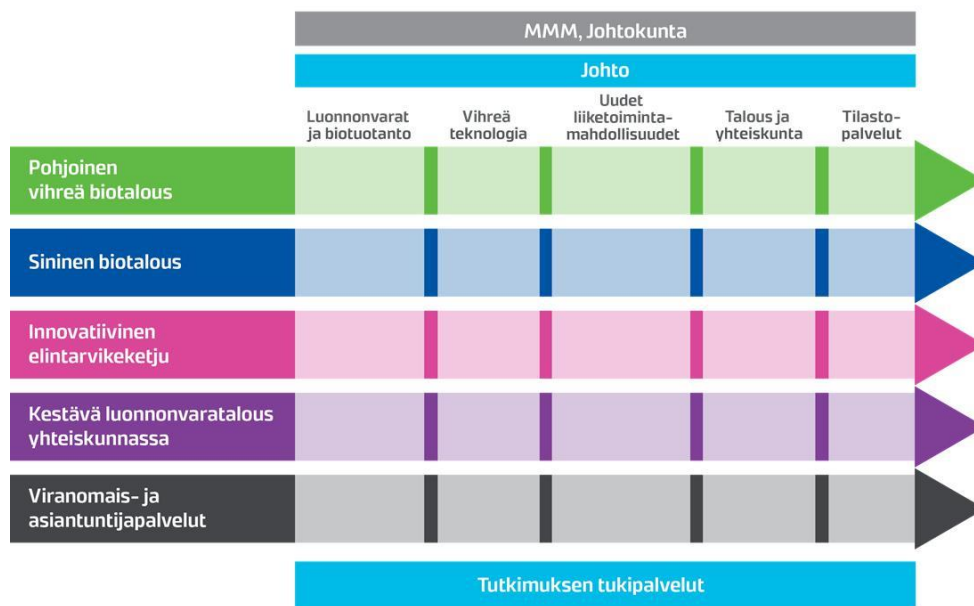 MMM, Johtokunta
Johto
Luonnonvarat
ja biotuotanto
Vihreä
teknologia
Uudet
liiketoiminta-
mahdollisuudet
Talous ja
yhteiskunta
Tilasto-
palvelut
Pohjoinen
vihreä biotalous
Sininen biotalous
Innovatiivinen
elintarvikeketju
Kestävä luonnonvaratalous
yhteiskunnassa
Viranomais- ja
asiantuntijapalvelut
Tutkimuksen tukipalvelut